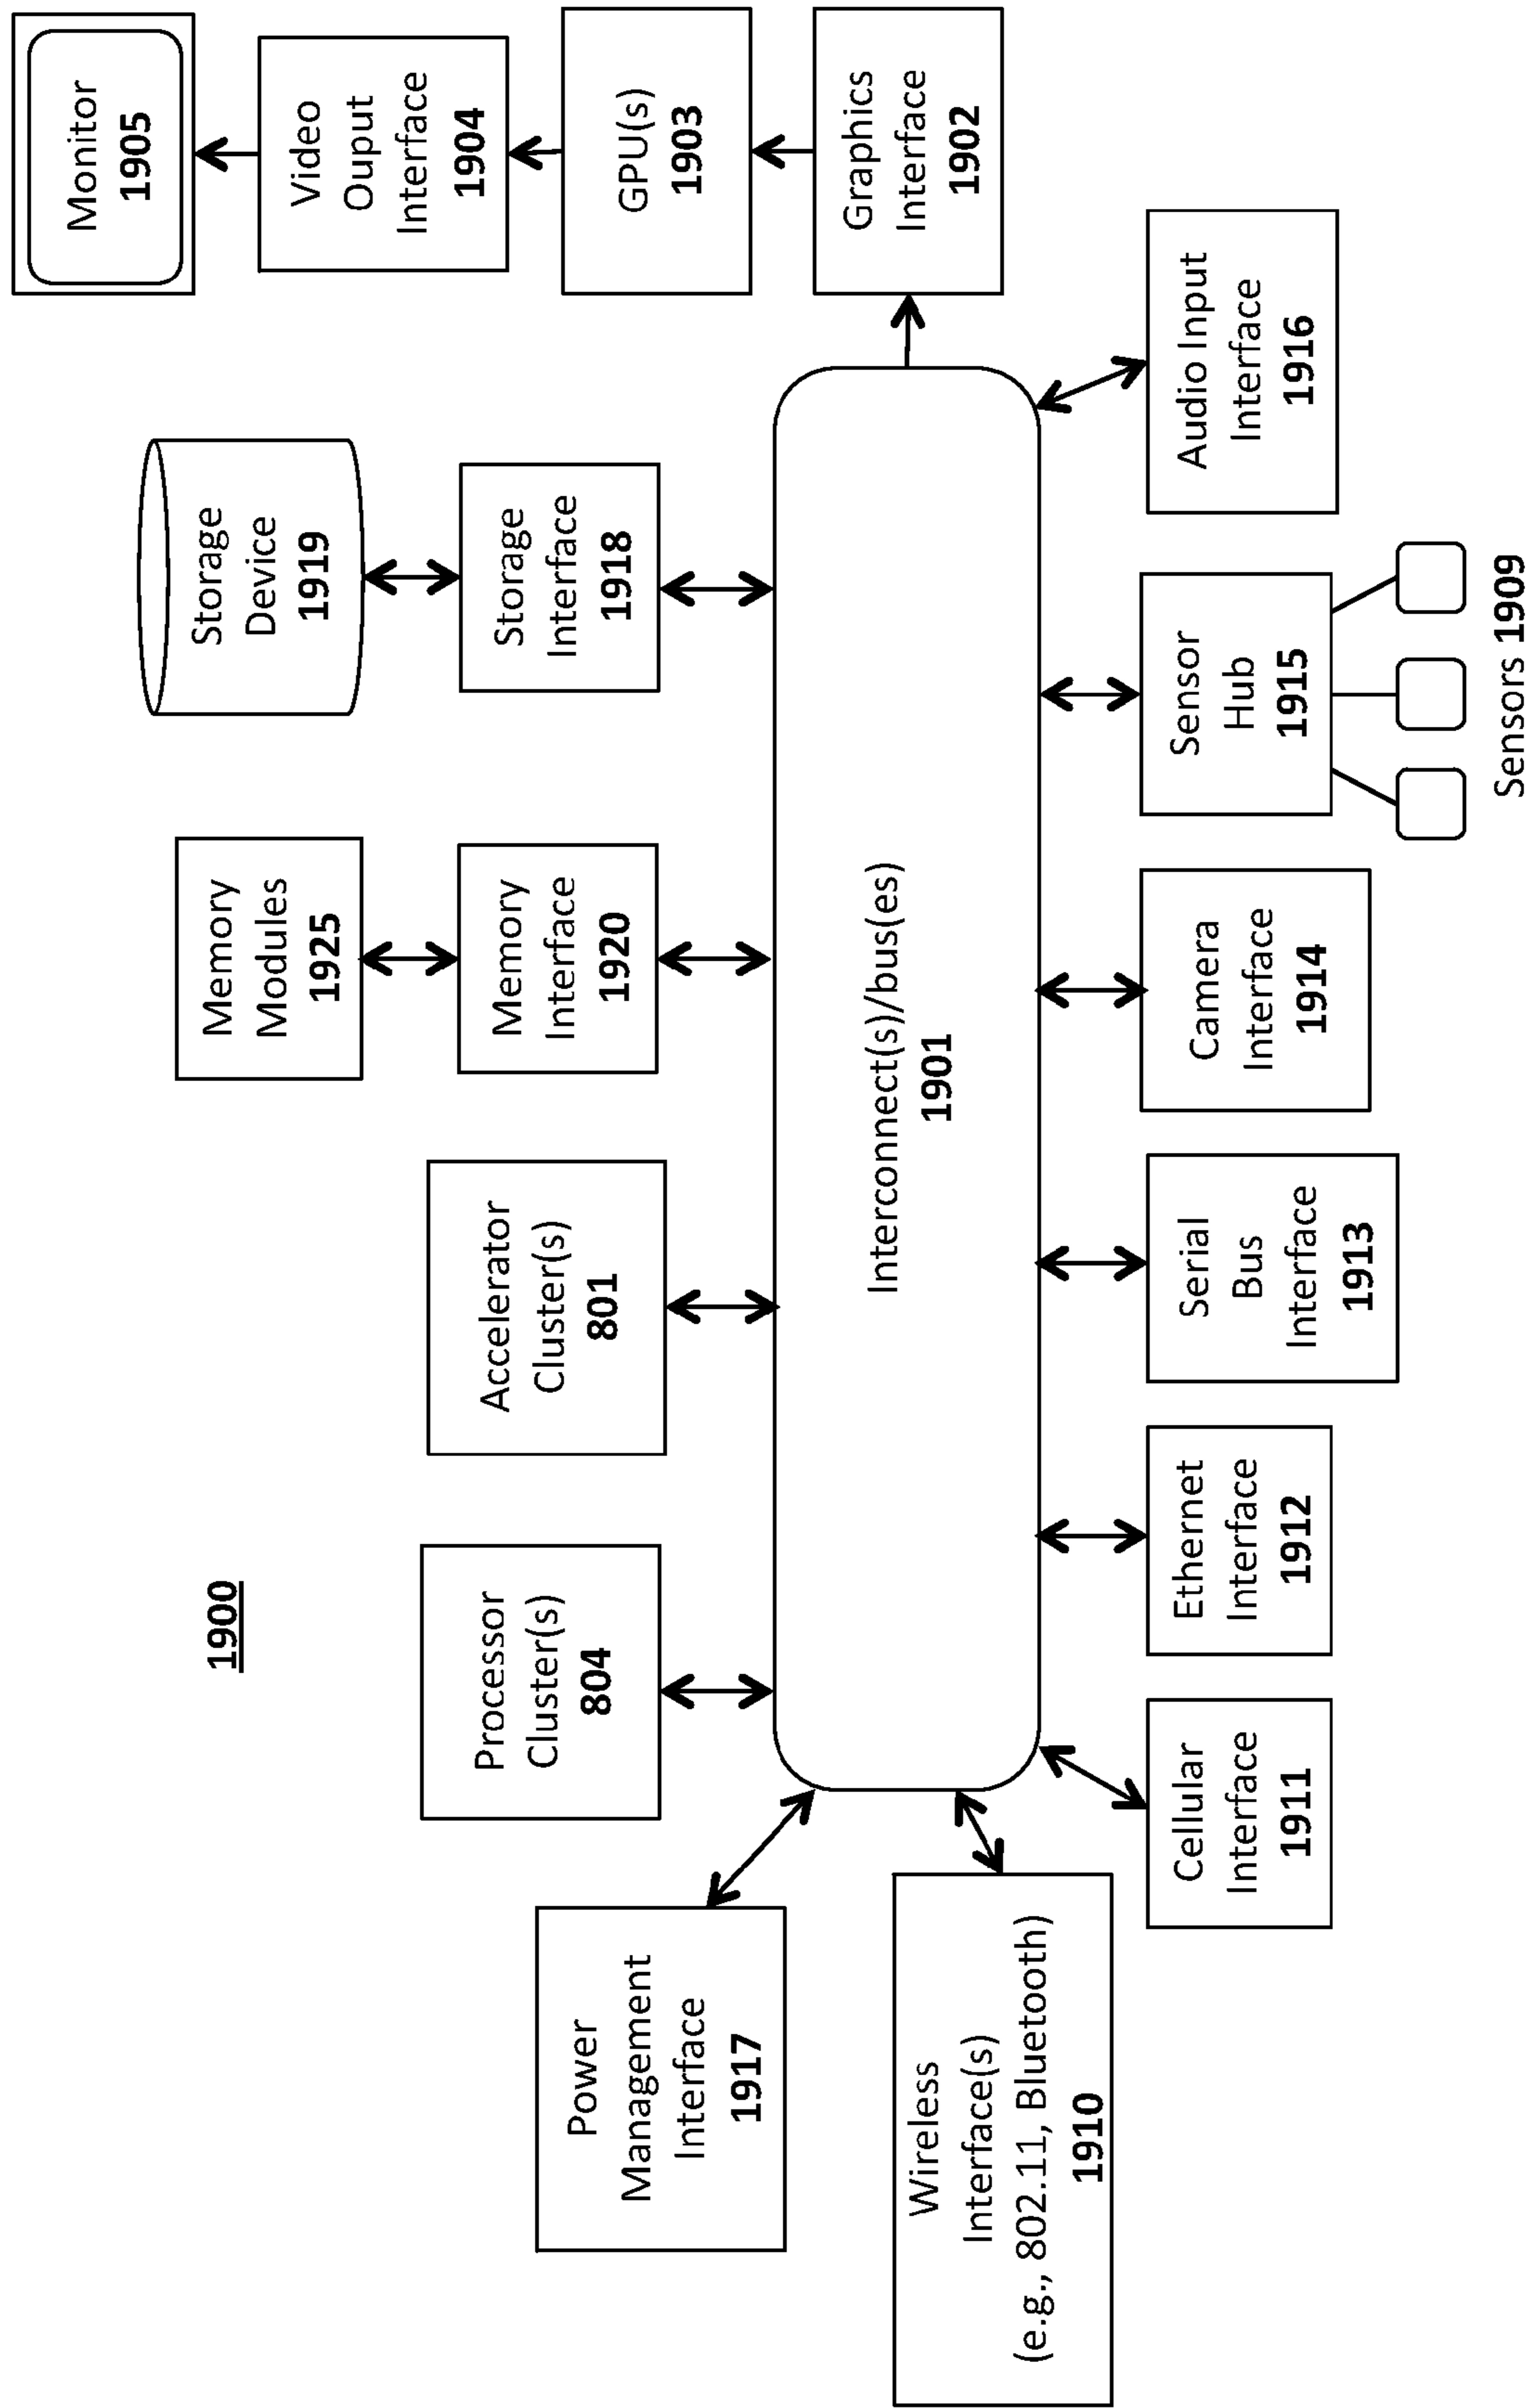 1900
Monitor
1905
Video
Ouput
Interface
1904
GPU(s)
1903
Graphics
Interface
1902
Storage
Device
1919
Storage
Interface
1918
Memory
Modules
1925
Memory
Interface
1920
Accelerator
Cluster(s)
801
Processor
Cluster(s)
804
Power
Management
Interface
1917
Interconnect(s)/bus(es)
1901
Wireless
Interface(s)
(e.g., 802.11, Bluetooth)
1910
Cellular
Interface
1911
Ethernet
Interface
1912
Serial
Bus
Interface
1913
Camera
Interface
1914
Sensor
Hub
1915
Sensors 1909
Audio Input
Interface
1916